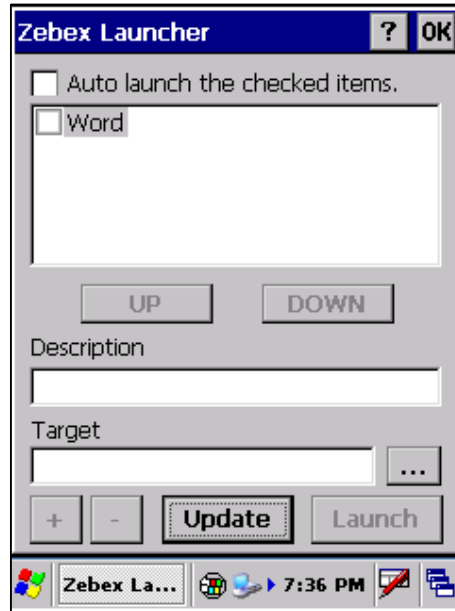 Zebex Launcher ? OK
Auto launch the checked items.
Word
UP DOWN
Description
Target
...
+ - Update Launch
Zebex La... 7:36 PM